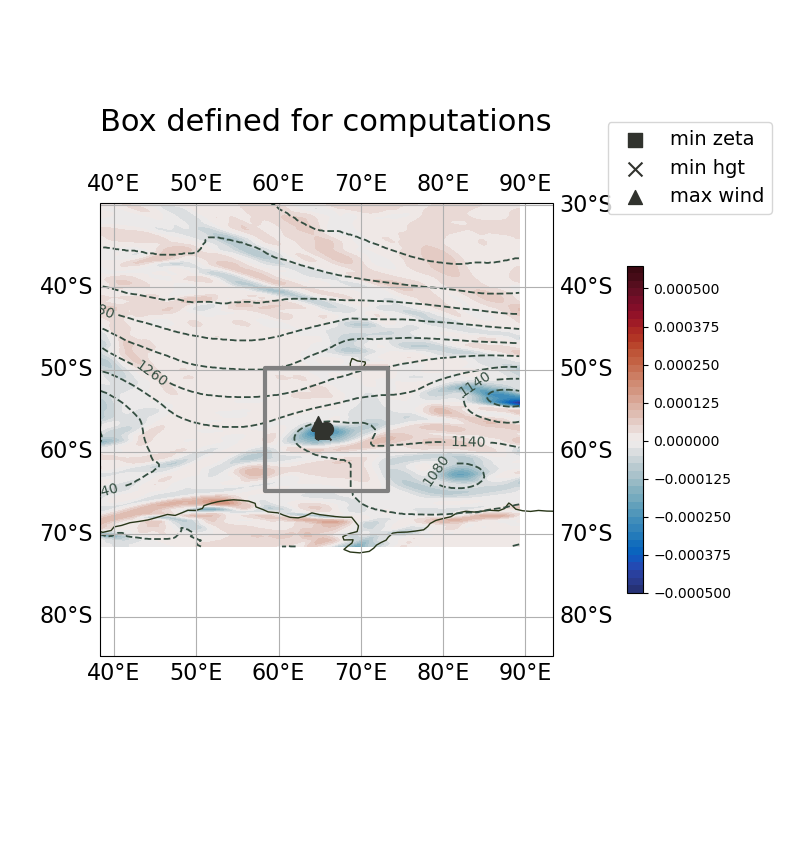 Box defined for computations
min zeta
min hgt
max wind
40°E 50°E 60°E 70°E 80°E 90°E
30°S
40°S 40°S
50°S 50°S
60°S 60°S
70°S 70°S
80°S 80°S
40°E 50°E 60°E 70°E 80°E 90°E
80
1260
1140
1140
1080
40
0.000500
0.000375
0.000250
0.000125
0.000000
−0.000125
−0.000250
−0.000375
−0.000500